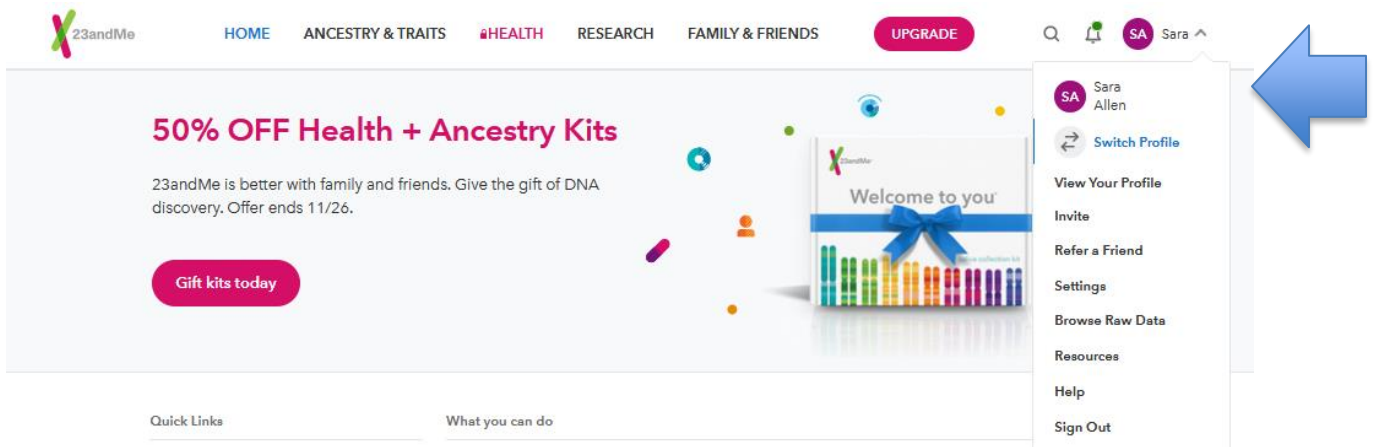 23andMe
HOME ANCESTRY & TRAITS HEALTH RESEARCH FAMILY & FRIENDS UPGRADE SA Sara
SA Sara
Allen
Switch Profile
View Your Profile
Invite
Refer a Friend
Settings
Browse Raw Data
Resources
Help
Sign Out
50% OFF Health + Ancestry Kits
23andMe is better with family and friends. Give the gift of DNA
discovery. Offer ends 11/26.
Gift kits today
23andMe
Welcome to you
collection kit
Quick Links
What you can do